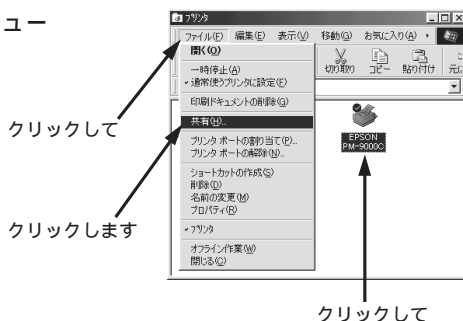 ュー
プリンタ
ファイル(F) 編集(E) 表示(V) 移動(G) お気に入り(A)
切り取り コピー 貼り付け 元に
開く(O)
一時停止(A)
通常使うプリンタに設定(F)
印刷ドキュメントの削除(G)
共有(H)...
プリンタ ポートの割り当て(P)...
プリンタ ポートの解除(N)...
ショートカットの作成(S)
削除(D)
名前の変更(M)
プロパティ(R)
プリンタ
オフライン作業(W)
閉じる(C)
EPSON
PM-9000C
クリックして
クリックします
クリックして